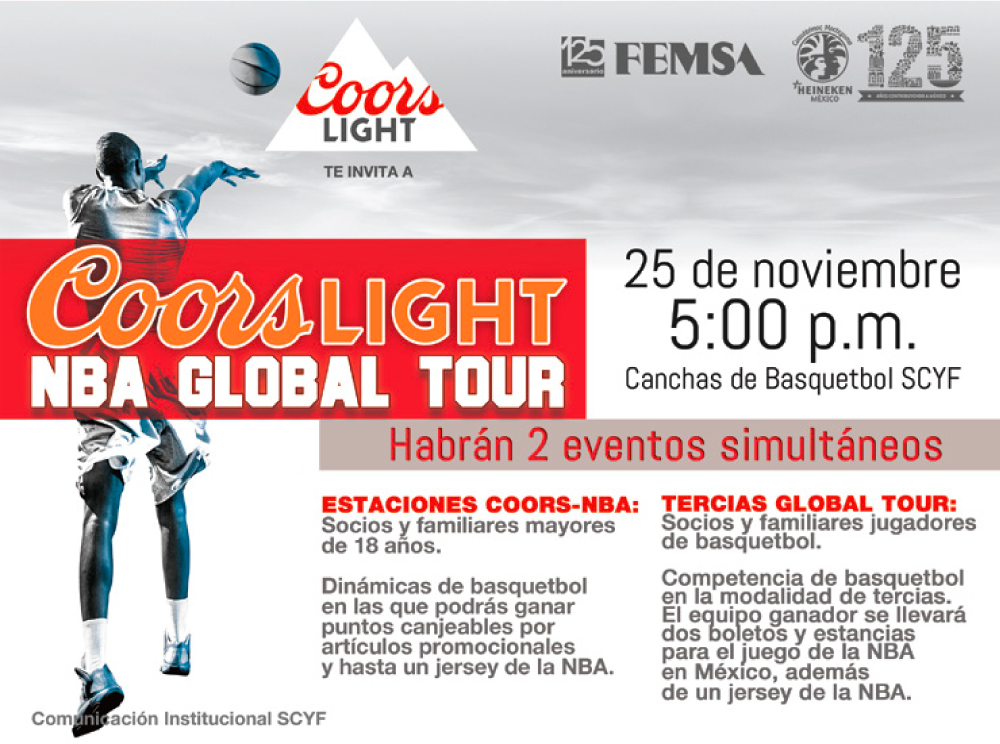 Coors
LIGHT
TE INVITA A
125
aniversario
FEMSA
Cuauhtémoc Moctezuma
HEINEKEN
MÉXICO
125
AÑOS CONTRIBUYENDO A MÉXICO
Coors LIGHT
NBA GLOBAL TOUR
25 de noviembre
5:00 p.m.
Canchas de Basquetbol SCYF
Habrán 2 eventos simultáneos
ESTACIONES COORS-NBA:
Socios y familiares mayores
de 18 años.
Dinámicas de basquetbol
en las que podrás ganar
puntos canjeables por
artículos promocionales
y hasta un jersey de la NBA.
TERCIAS GLOBAL TOUR:
Socios y familiares jugadores
de basquetbol.
Competencia de basquetbol
en la modalidad de tercias.
El equipo ganador se llevará
dos boletos y estancias
para el juego de la NBA
en México, además
de un jersey de la NBA.
Comunicación Institucional SCYF